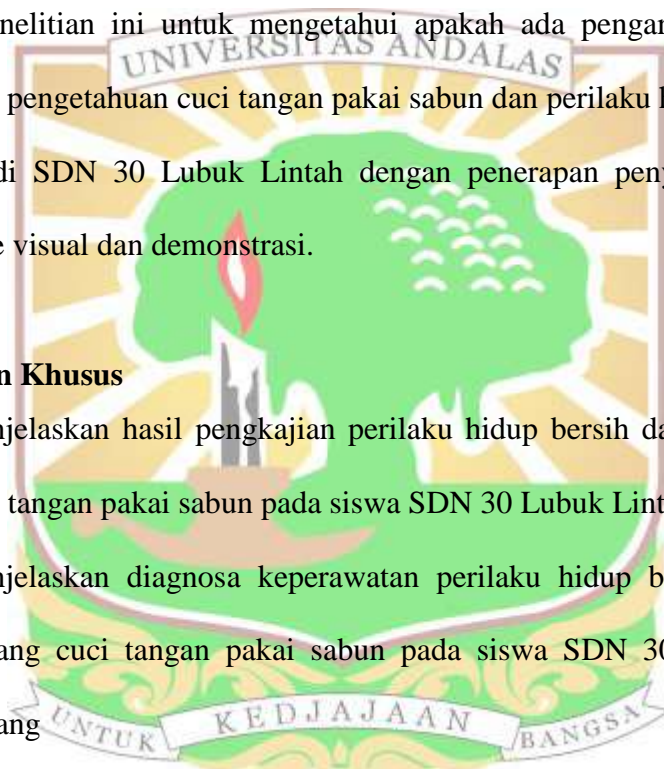 nelitian ini untuk mengetahui apakah ada pengar
UNIVERSITAS ANDALAS
pengetahuan cuci tangan pakai sabun dan perilaku
di SDN 30 Lubuk Lintah dengan penerapan peny
e visual dan demonstrasi.
n Khusus
njelaskan hasil pengkajian perilaku hidup bersih da
tangan pakai sabun pada siswa SDN 30 Lubuk Lint
njelaskan diagnosa keperawatan perilaku hidup b
ang cuci tangan pakai sabun pada siswa SDN 30
ang
UNTUK KEDJAJAAN BANGSA